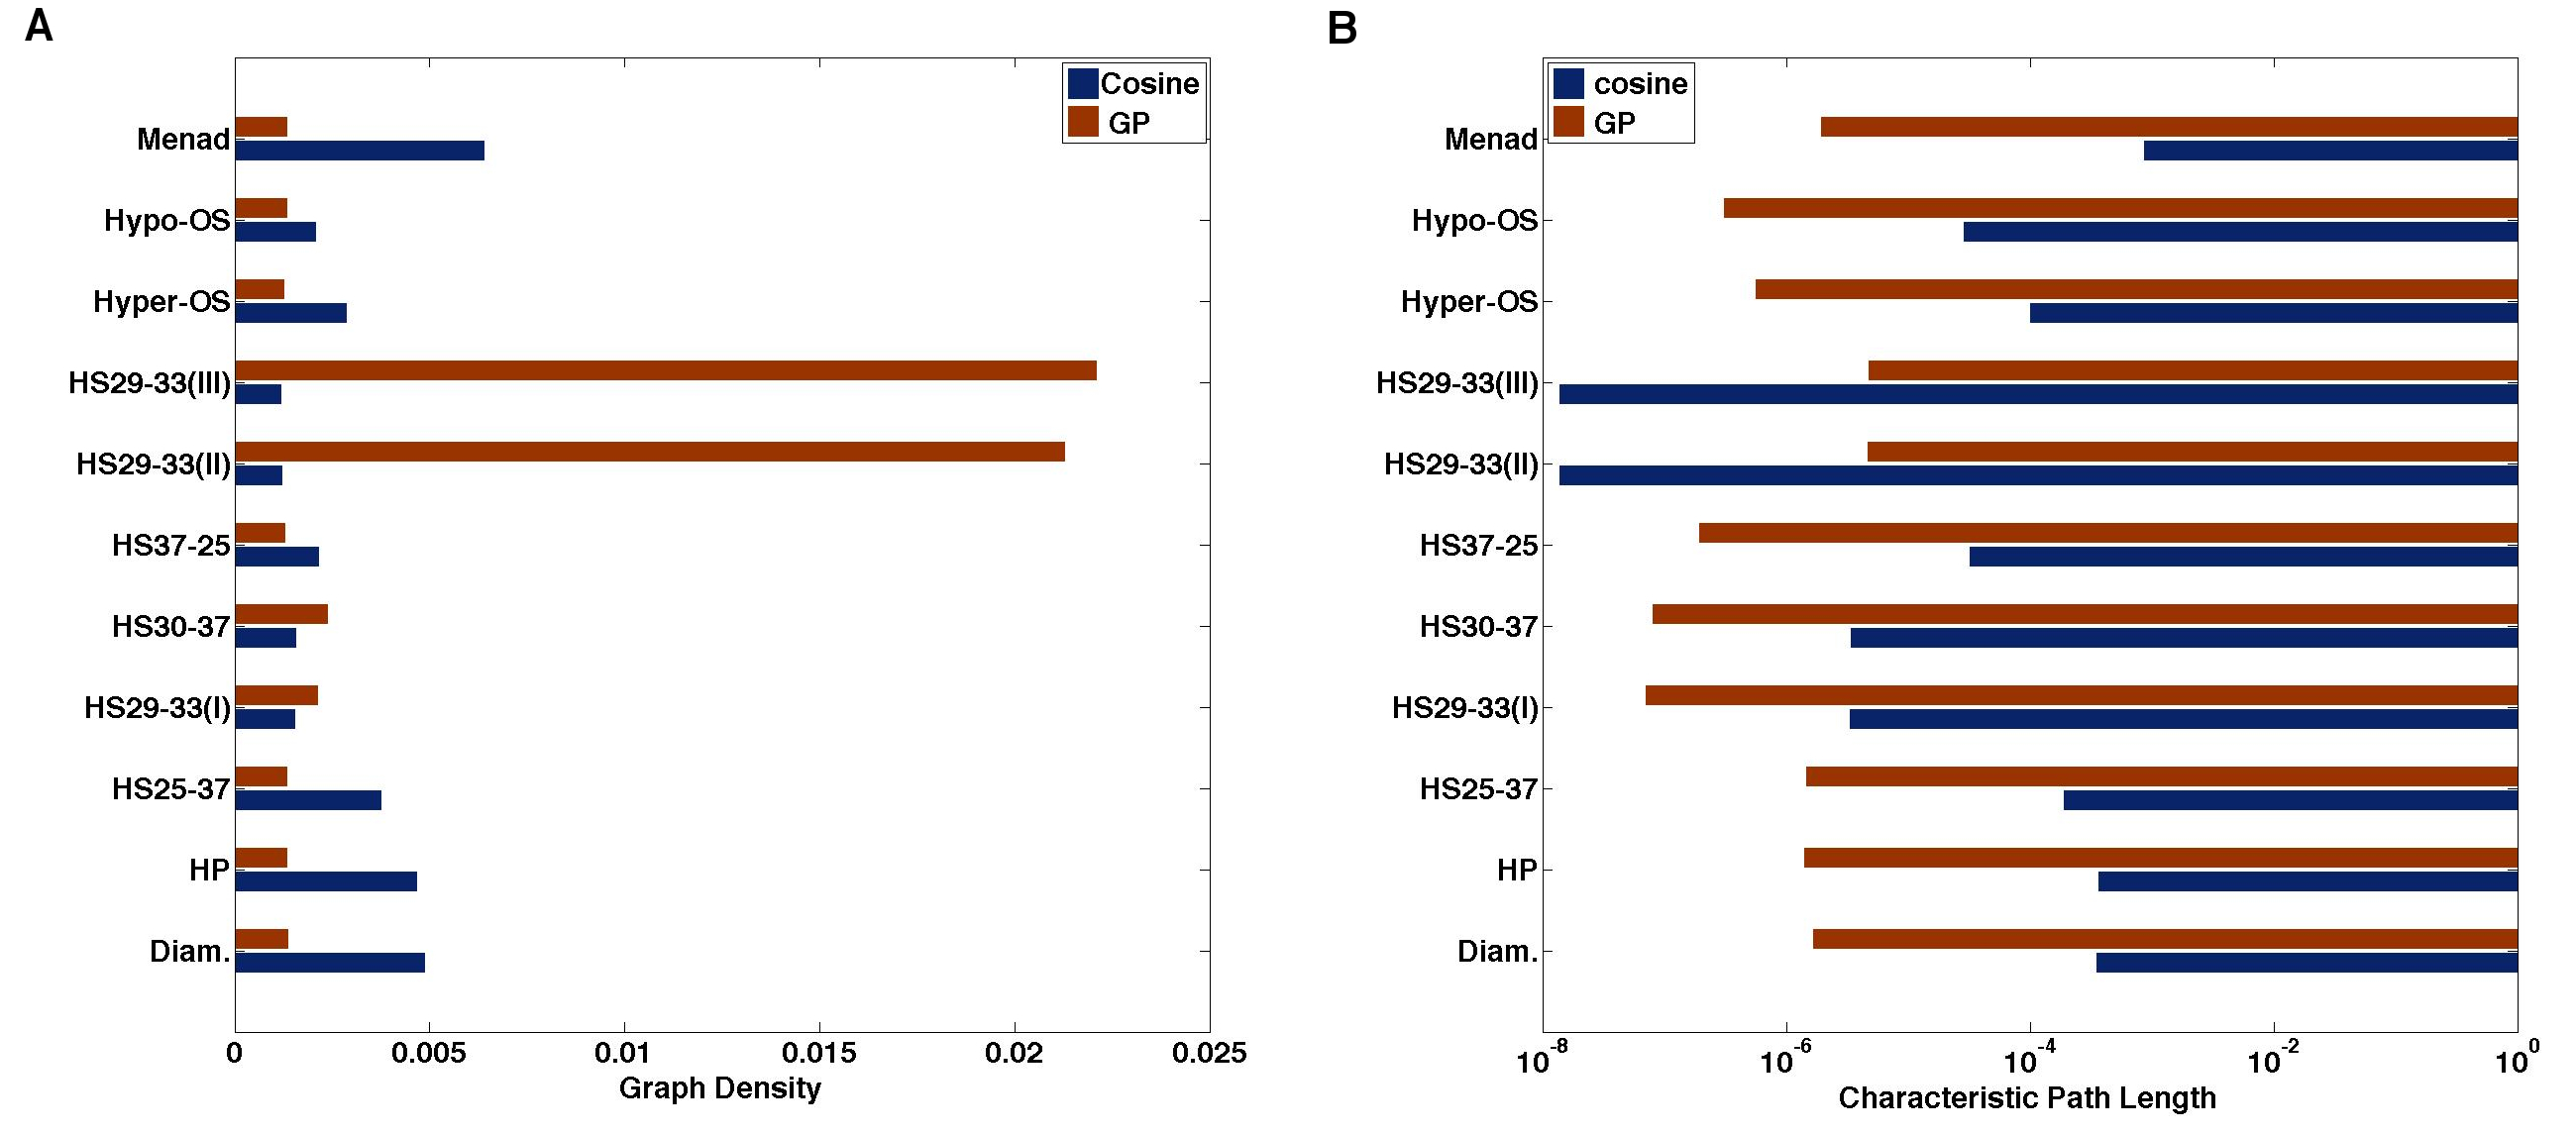 A
Cosine
GP
Menad
Hypo-OS
Hyper-OS
HS29-33(III)
HS29-33(II)
HS37-25
HS30-37
HS29-33(I)
HS25-37
HP
Diam.
0 0.005 0.01 0.015 0.02 0.025
Graph Density
B
cosine
GP
Menad
Hypo-OS
Hyper-OS
HS29-33(III)
HS29-33(II)
HS37-25
HS30-37
HS29-33(I)
HS25-37
HP
Diam.
10^-8 10^-6 10^-4 10^-2 10^0
Characteristic Path Length